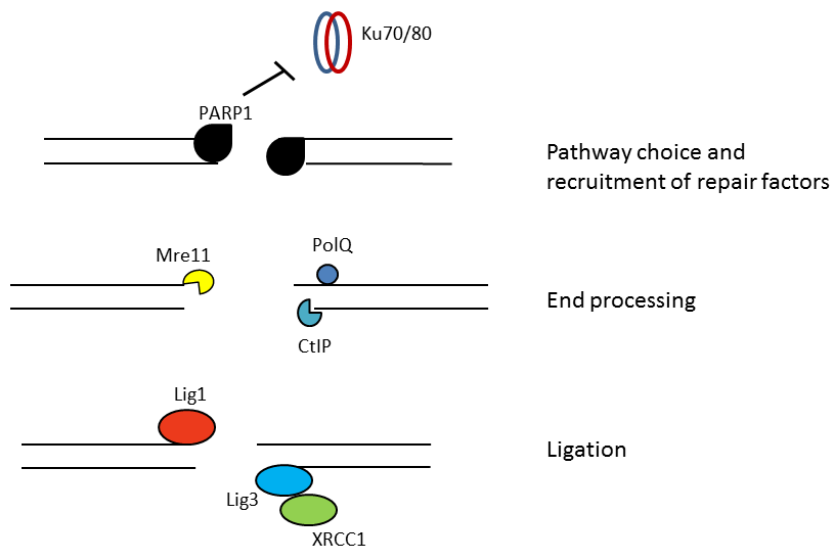 Ku70/80
PARP1
Pathway choice and
recruitment of repair factors
PolQ
Mre11
End processing
CtIP
Lig1
Ligation
Lig3
XRCC1